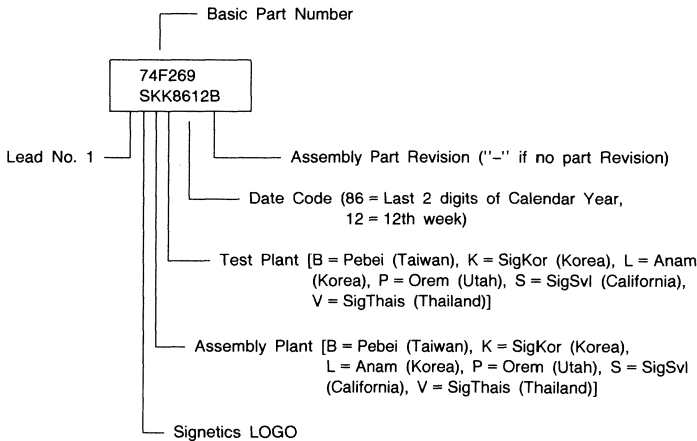 Basic Part Number
74F269
SKK8612B
Lead No. 1
Assembly Part Revision ("-" if no part Revision)
Date Code (86 = Last 2 digits of Calendar Year,
12 = 12th week)
Test Plant [B = Pebei (Taiwan), K = SigKor (Korea), L = Anam
(Korea), P = Orem (Utah), S = SigSvl (California),
V = SigThais (Thailand)]
Assembly Plant [B = Pebei (Taiwan), K = SigKor (Korea),
L = Anam (Korea), P = Orem (Utah), S = SigSvl
(California), V = SigThais (Thailand)]
Signetics LOGO